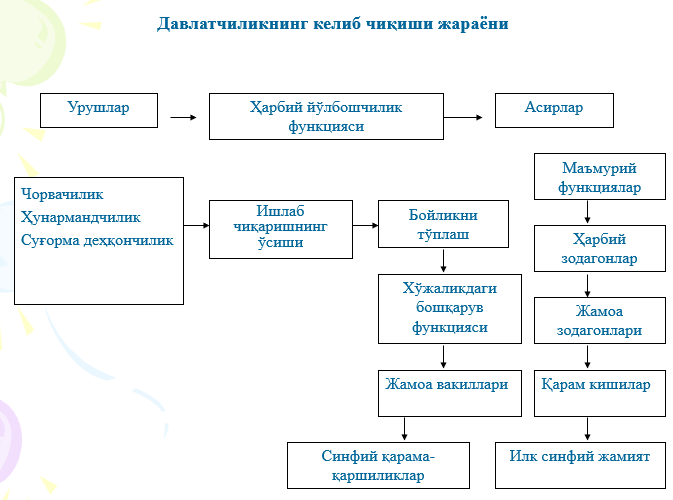 Давлатчиликнинг келиб чиқиши жараёни
Урушлар
Ҳарбий йўлбошчилик
функцияси
Асирлар
Чорвачилик
Ҳунармандчилик
Суғорма деҳқончилик
Ишлаб
чиқаришнинг
ўсиши
Бойликни
тўплаш
Хўжаликдаги
бошқарув
функцияси
Жамоа вакиллари
Синфий қарама-
қаршиликлар
Маъмурий
функциялар
Ҳарбий
зодагонлар
Жамоа
зодагонлари
Қарам кишилар
Илк синфий жамият